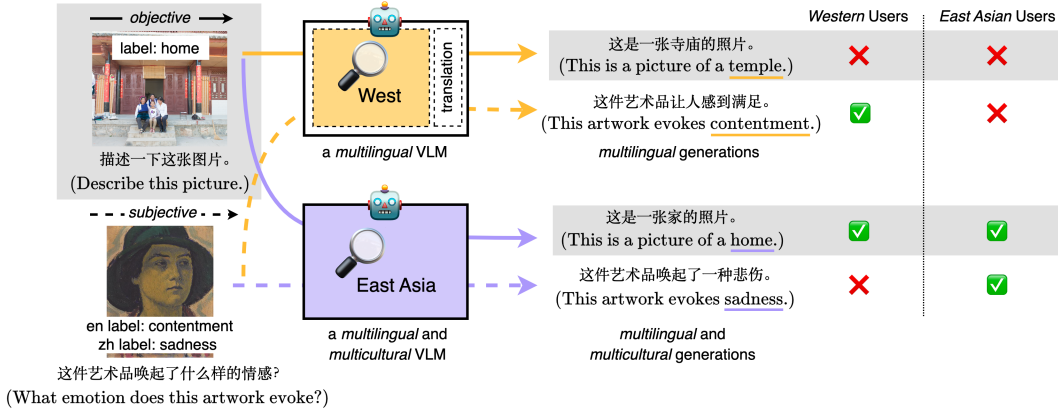 objective
label: home
描述一下这张图片。
(Describe this picture.)
subjective
en label: contentment
zh label: sadness
这件艺术品唤起了什么样的情感?
(What emotion does this artwork evoke?)
West
translation
a multilingual VLM
East Asia
a multilingual and
multicultural VLM
这是一张寺庙的照片。
(This is a picture of a temple.)
这件艺术品让人感到满足。
(This artwork evokes contentment.)
multilingual generations
这是一张家的照片。
(This is a picture of a home.)
这件艺术品唤起了一种悲伤。
(This artwork evokes sadness.)
multilingual and
multicultural generations
Western Users
East Asian Users